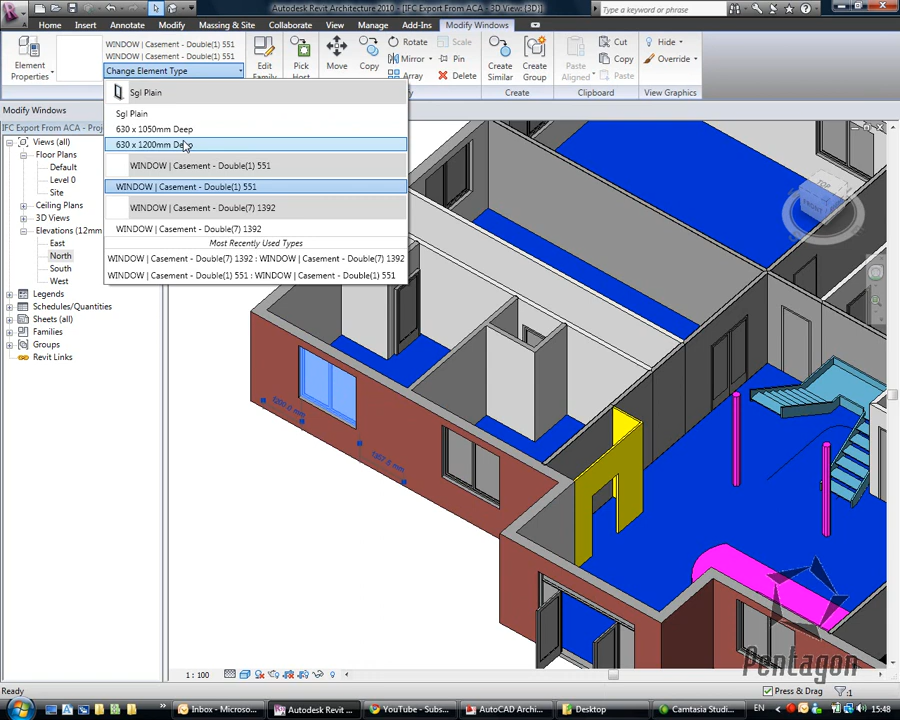 Autodesk Revit Architecture 2010 - [IFC Export From ACA - 3D Views (3D)]
Type a keyword or phrase
Home
Insert
Annotate
Modify
Massing & Site
Collaborate
View
Manage
Add-Ins
Modify Windows
Element
Properties
WINDOW | Casement - Double(1) 551
WINDOW | Casement - Double(1) 551
Change Element Type
Edit
Family
Pick
Host
Move
Copy
Rotate
Mirror
Array
Scale
Pin
Delete
Create
Similar
Create
Group
Create
Paste
Aligned
Cut
Copy
Paste
Clipboard
Hide
Override
View Graphics
Modify Windows
IFC Export From ACA - Proj
Views (all)
Floor Plans
Default
Level 0
Site
Ceiling Plans
3D Views
Elevations (12mm
East
North
South
West
Legends
Schedules/Quantities
Sheets (all)
Families
Groups
Revit Links
Sgl Plain
Sgl Plain
630 x 1050mm Deep
630 x 1200mm Deep
WINDOW | Casement - Double(1) 551
WINDOW | Casement - Double(1) 551
WINDOW | Casement - Double(7) 1392
WINDOW | Casement - Double(7) 1392
Most Recently Used Types
WINDOW | Casement - Double(7) 1392 : WINDOW | Casement - Double(7) 1392
WINDOW | Casement - Double(1) 551 : WINDOW | Casement - Double(1) 551
TOP
FRONT
Pentagon
1 : 100
Ready
Press & Drag
:1
Inbox - Microso...
Autodesk Revit ...
YouTube - Subs...
AutoCAD Archi...
Desktop
Camtasia Studi...
EN
15:48